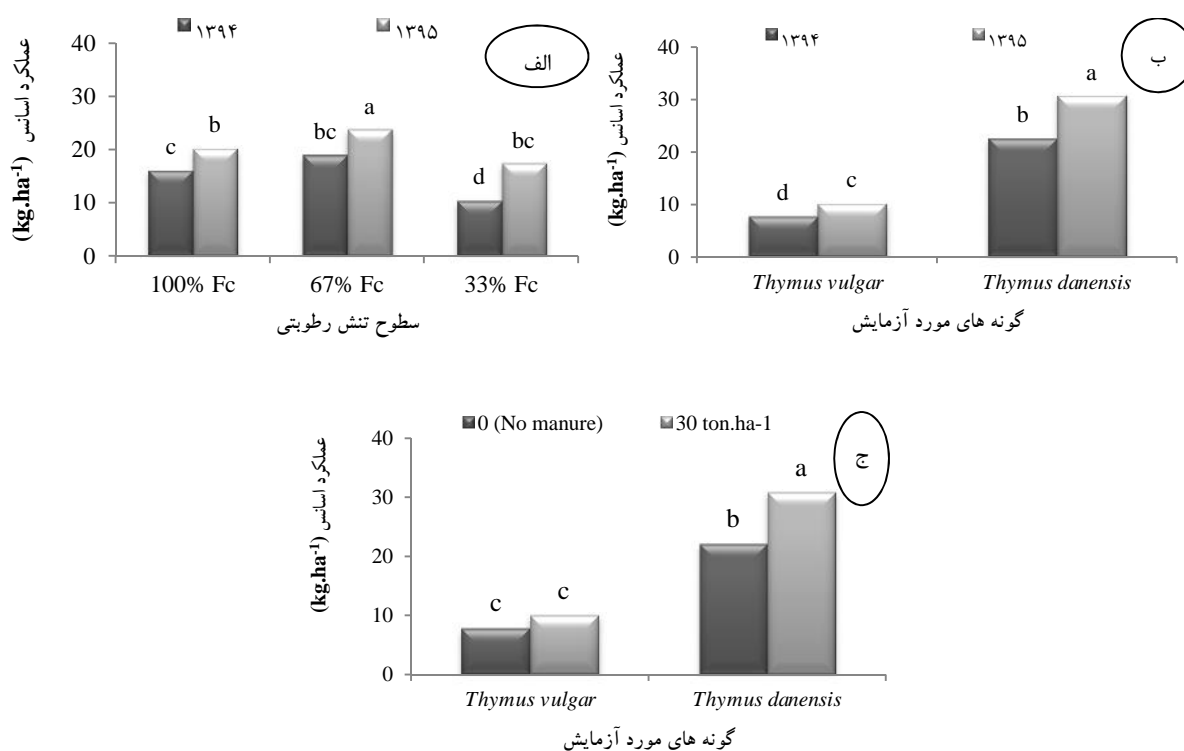 ۱۳۹۴ ۱۳۹۵
الف
عملکرد اسانس (kg.ha-1)
40
30
20
10
0
c b bc a d bc
100% Fc 67% Fc 33% Fc
سطوح تنش رطوبتی
۱۳۹۴ ۱۳۹۵
ب
عملکرد اسانس (kg.ha-1)
40
30
20
10
0
d c b a
Thymus vulgar Thymus danensis
گونه های مورد آزمایش
0 (No manure) 30 ton.ha-1
ج
عملکرد اسانس (kg.ha-1)
40
30
20
10
0
c c b a
Thymus vulgar Thymus danensis
گونه های مورد آزمایش